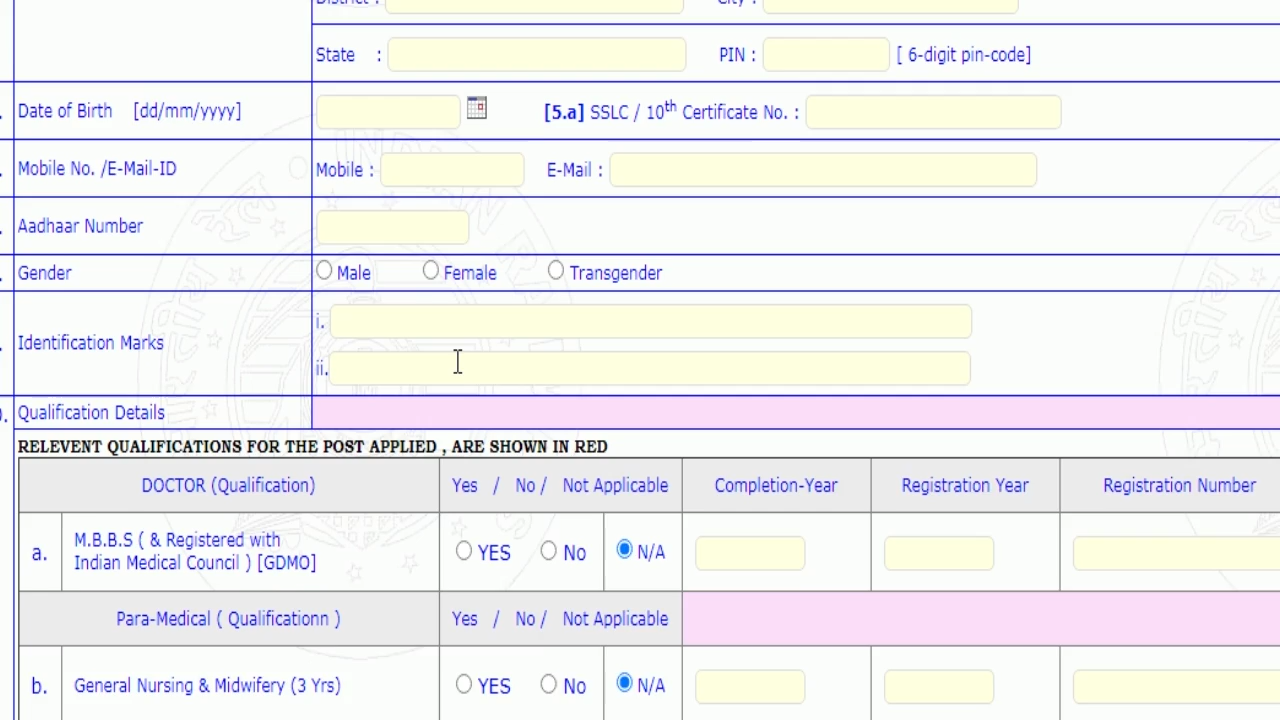 District : City :
State : PIN : [ 6-digit pin-code]
Date of Birth [dd/mm/yyyy] [5.a] SSLC / 10th Certificate No. :
Mobile No. /E-Mail-ID Mobile : E-Mail :
Aadhaar Number
Gender Male Female Transgender
Identification Marks i.
ii.
Qualification Details
RELEVENT QUALIFICATIONS FOR THE POST APPLIED , ARE SHOWN IN RED
DOCTOR (Qualification) Yes / No / Not Applicable Completion-Year Registration Year Registration Number
a. M.B.B.S ( & Registered with
Indian Medical Council ) [GDMO] YES No N/A
Para-Medical ( Qualificationn ) Yes / No / Not Applicable
b. General Nursing & Midwifery (3 Yrs) YES No N/A